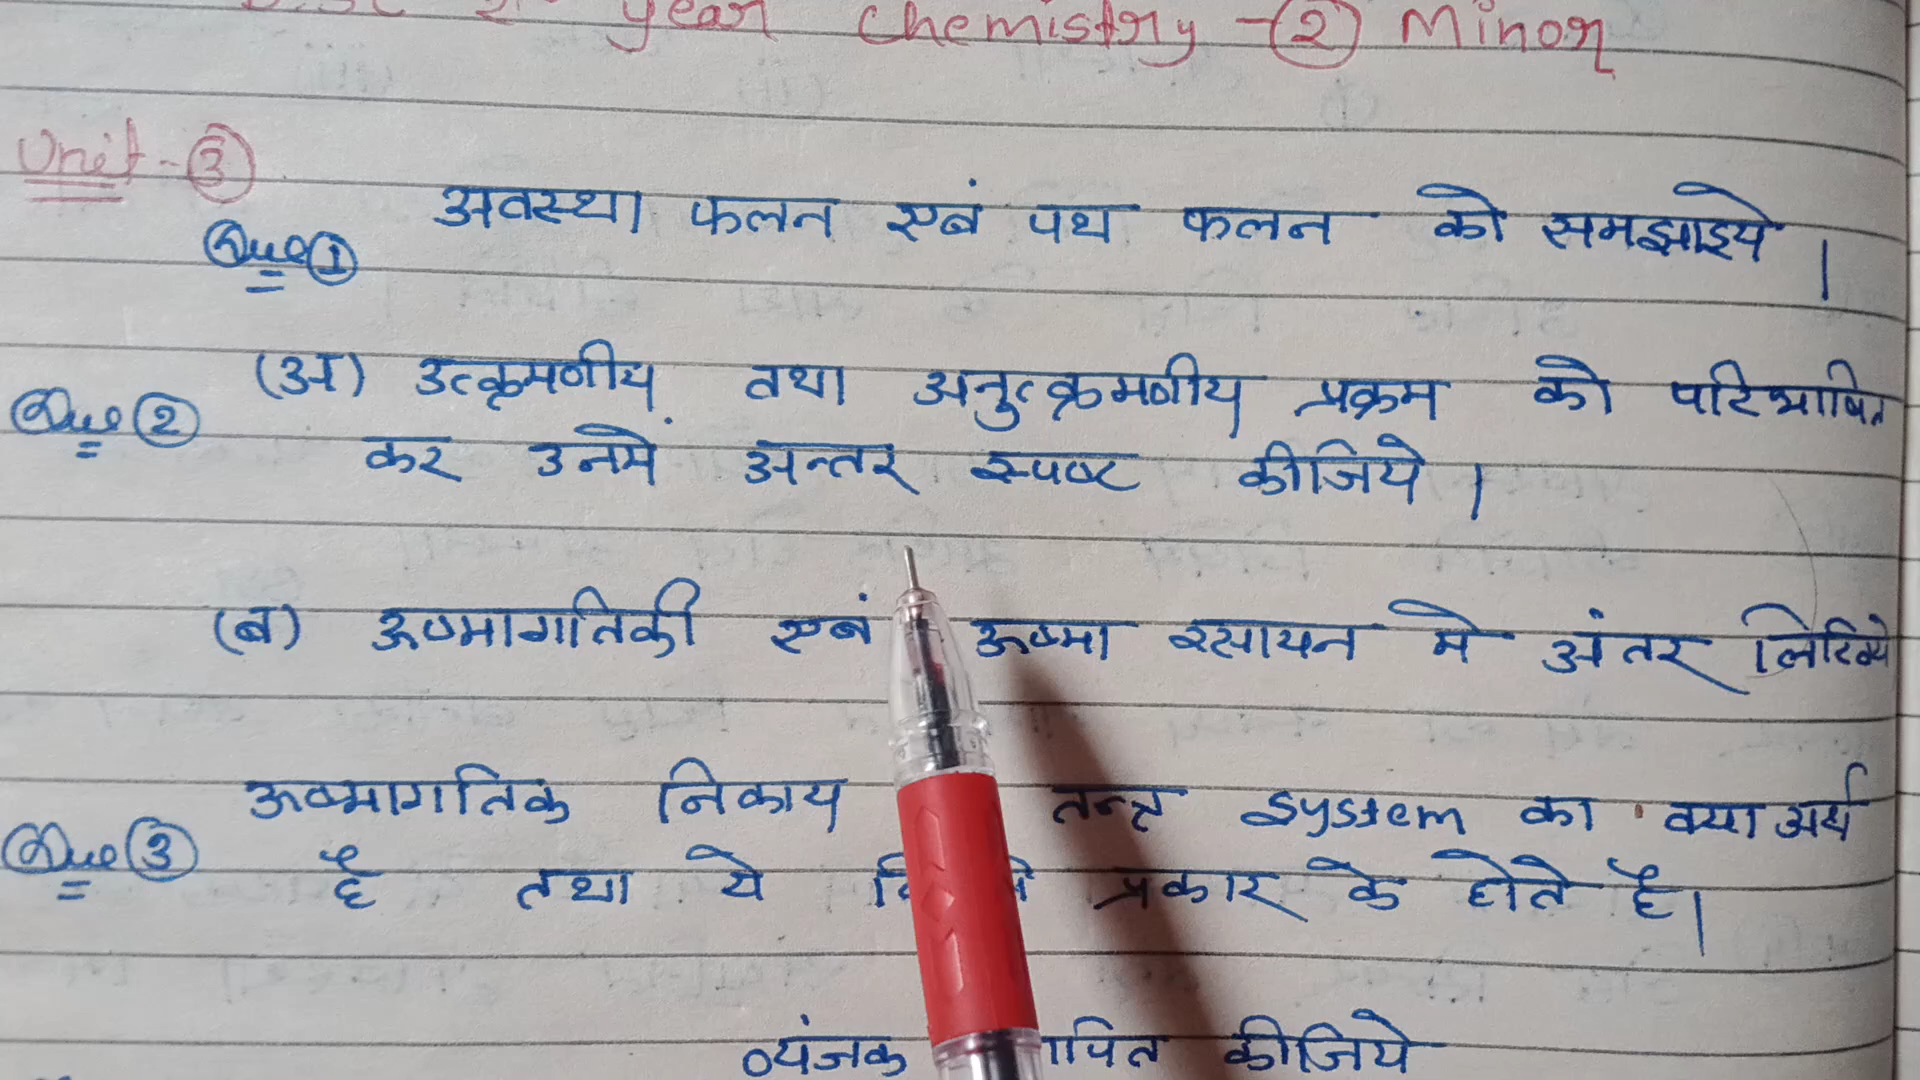 year Chemistry - ② Minor
Unit - ③
Que ① अवस्था फलन एवं पथ फलन को समझाइये ।
Que ② (अ) उत्क्रमणीय तथा अनुत्क्रमणीय प्रक्रम को परिभाषित
कर उनमें अन्तर स्पष्ट कीजिये ।
(ब) ऊष्मागतिकी एवं ऊष्मा रसायन मे अंतर लिखिये
Que ③ ऊष्मागतिक निकाय तन्त्र system का क्या अर्थ
है तथा ये प्रकार के होते है।
व्यंजक कीजिये